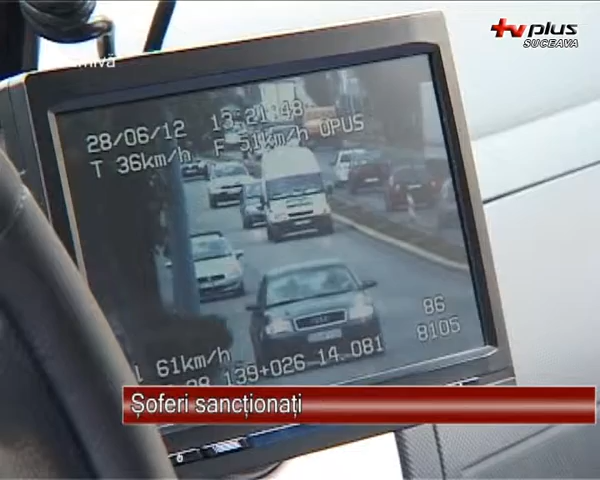 tv plus
SUCEAVA
28/06/12 13:21:48
T 36km/h F 51km/h OPUS
86
8105
61km/h
139+026 14.081
Șoferi sancționați